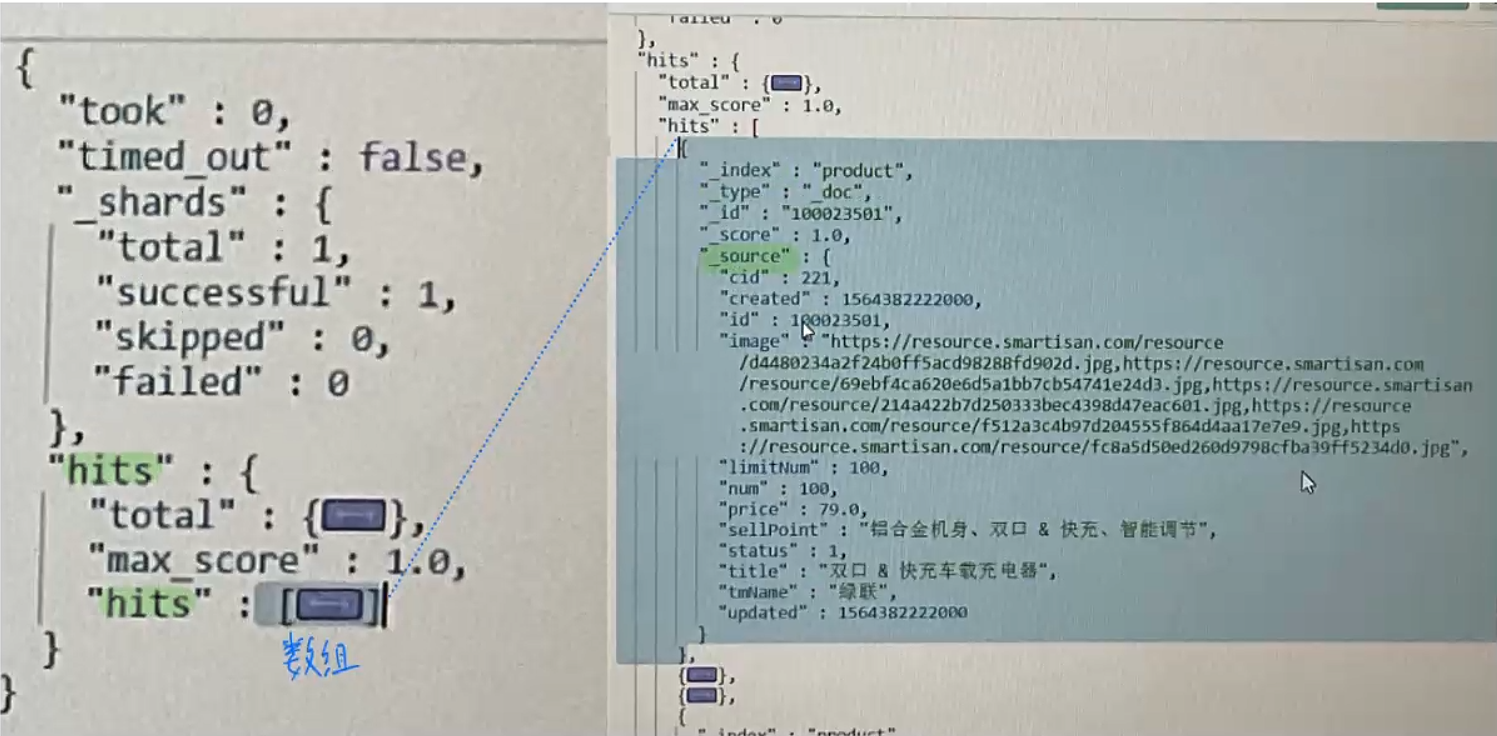 {
"took" : 0,
"timed_out" : false,
"_shards" : {
"total" : 1,
"successful" : 1,
"skipped" : 0,
"failed" : 0
},
"hits" : {
"total" : {},
"max_score" : 1.0,
"hits" : []
数组
}
}
"failed" : 0
},
"hits" : {
"total" : {},
"max_score" : 1.0,
"hits" : [
{
"_index" : "product",
"_type" : "_doc",
"_id" : "100023501",
"_score" : 1.0,
"_source" : {
"cid" : 221,
"created" : 1564382222000,
"id" : 100023501,
"image" : "https://resource.smartisan.com/resource
/d4480234a2f24b0ff5acd98288fd902d.jpg,https://resource.smartisan.com
/resource/69ebf4ca620e6d5a1bb7cb54741e24d3.jpg,https://resource.smartisan
.com/resource/214a422b7d250333bec4398d47eac601.jpg,https://resource
.smartisan.com/resource/f512a3c4b97d204555f864d4aa17e7e9.jpg,https
://resource.smartisan.com/resource/fc8a5d50ed260d9798cfba39ff5234d0.jpg",
"limitNum" : 100,
"num" : 100,
"price" : 79.0,
"sellPoint" : "铝合金机身、双口 & 快充、智能调节",
"status" : 1,
"title" : "双口 & 快充车载充电器",
"tmName" : "绿联",
"updated" : 1564382222000
}
},
{},
{},
{
"_index" : "product"